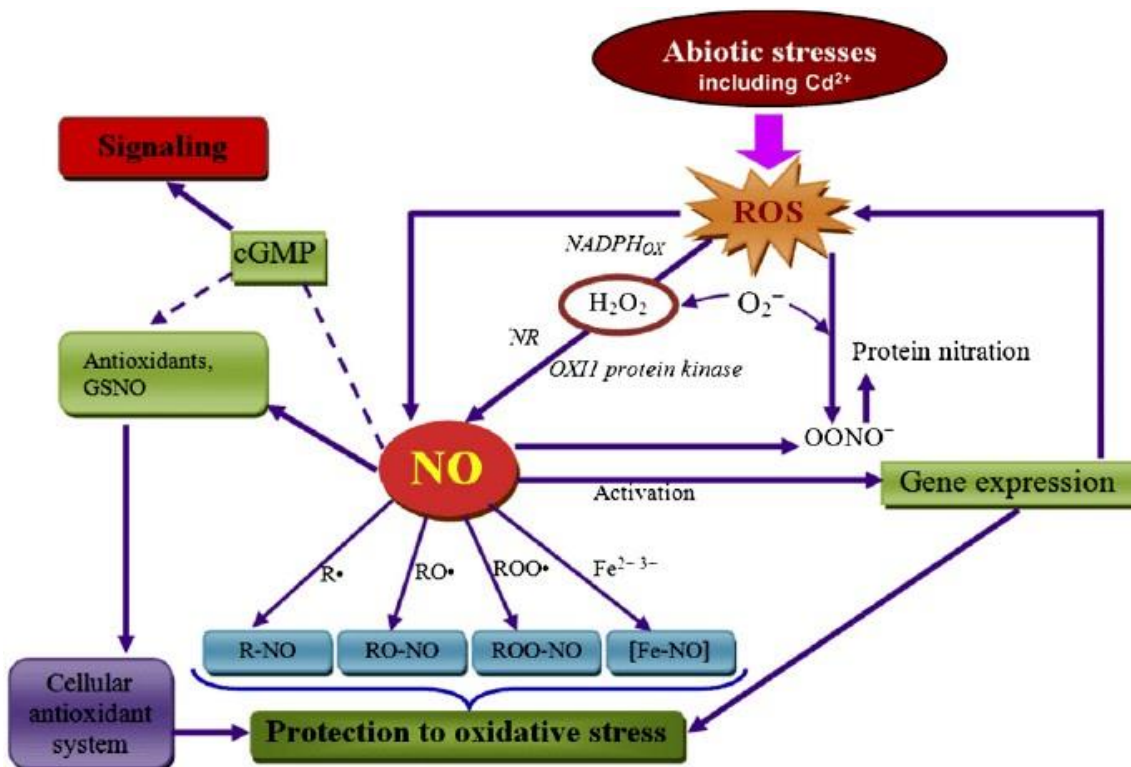 Abiotic stresses
including Cd²⁺
Signaling
ROS
cGMP
NADPH_OX
H₂O₂
O₂⁻
NR
OXI1 protein kinase
Protein nitration
Antioxidants,
GSNO
OONO⁻
NO
Activation
Gene expression
R•
RO•
ROO•
Fe²⁻ ³⁻
R-NO
RO-NO
ROO-NO
[Fe-NO]
Cellular
antioxidant
system
Protection to oxidative stress